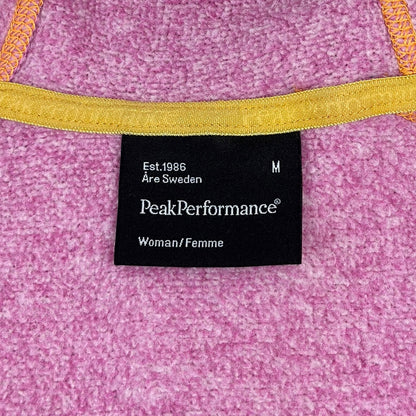 Est.1986 M
Åre Sweden
PeakPerformance®
Woman/Femme